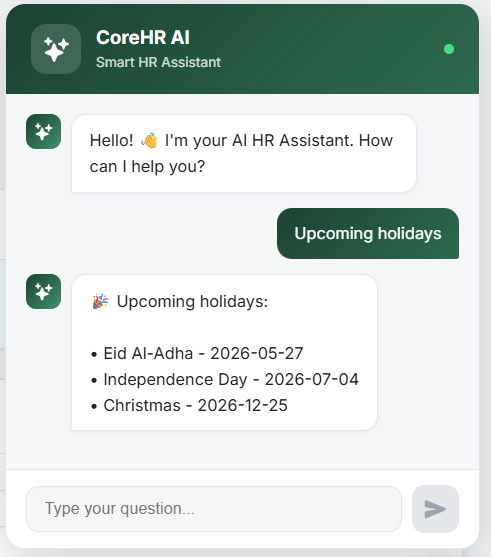 CoreHR AI
Smart HR Assistant
Hello! 👋 I'm your AI HR Assistant. How
can I help you?
Upcoming holidays
🎉 Upcoming holidays:
• Eid Al-Adha - 2026-05-27
• Independence Day - 2026-07-04
• Christmas - 2026-12-25
Type your question...